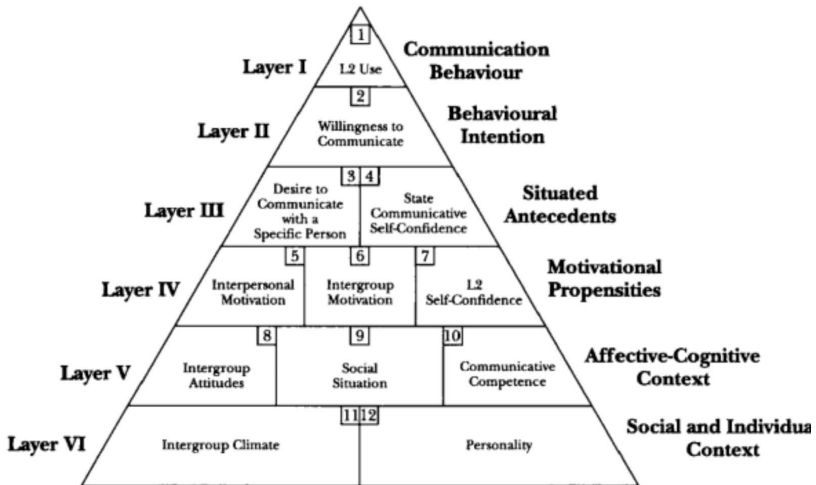 1
Layer I
L2 Use
Communication
Behaviour
2
Layer II
Willingness to
Communicate
Behavioural
Intention
3 4
Layer III
Desire to
Communicate
with a
Specific Person
State
Communicative
Self-Confidence
Situated
Antecedents
5 6 7
Layer IV
Interpersonal
Motivation
Intergroup
Motivation
L2
Self-Confidence
Motivational
Propensities
8 9 10
Layer V
Intergroup
Attitudes
Social
Situation
Communicative
Competence
Affective-Cognitive
Context
11 12
Layer VI
Intergroup Climate
Personality
Social and Individua
Context